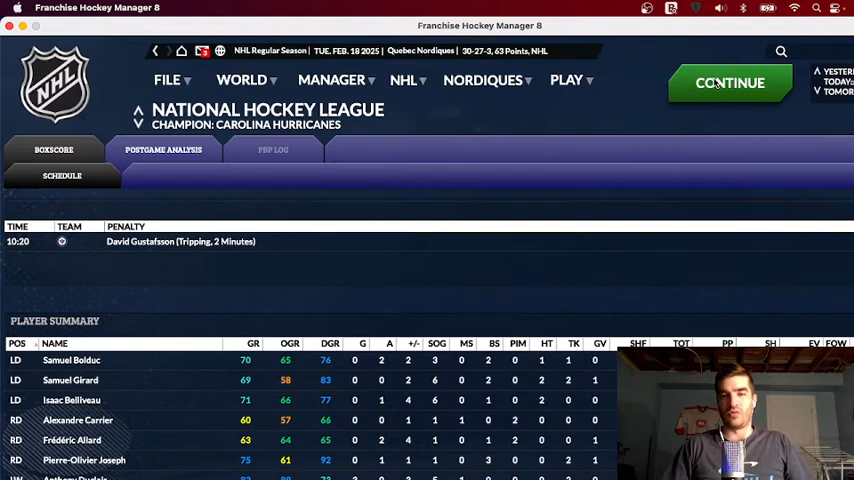 Franchise Hockey Manager 8
NHL
NHL Regular Season | TUE. FEB. 18 2025 | Quebec Nordiques | 30-27-3, 63 Points, NHL
FILE WORLD MANAGER NHL NORDIQUES PLAY
CONTINUE
YESTER
TODAY:
TOMOR
NATIONAL HOCKEY LEAGUE
CHAMPION: CAROLINA HURRICANES
BOXSCORE POSTGAME ANALYSIS PBP LOG
SCHEDULE
TIME TEAM PENALTY
10:20 David Gustafsson (Tripping, 2 Minutes)
PLAYER SUMMARY
POS NAME GR OGR DGR G A +/- SOG MS BS PIM HT TK GV SHF TOT PP SH EV FOW
LD Samuel Bolduc 70 65 76 0 2 2 3 0 2 0 1 1 0
LD Samuel Girard 69 58 83 0 2 2 6 0 2 0 2 2 1
LD Isaac Belliveau 71 66 77 0 1 4 6 0 1 0 2 0 0
RD Alexandre Carrier 60 57 66 0 0 1 1 1 0 2 0 0 0
RD Frédéric Allard 63 64 65 0 2 4 1 0 1 0 2 0 1
RD Pierre-Olivier Joseph 75 61 92 0 1 1 1 0 3 0 0 2 1